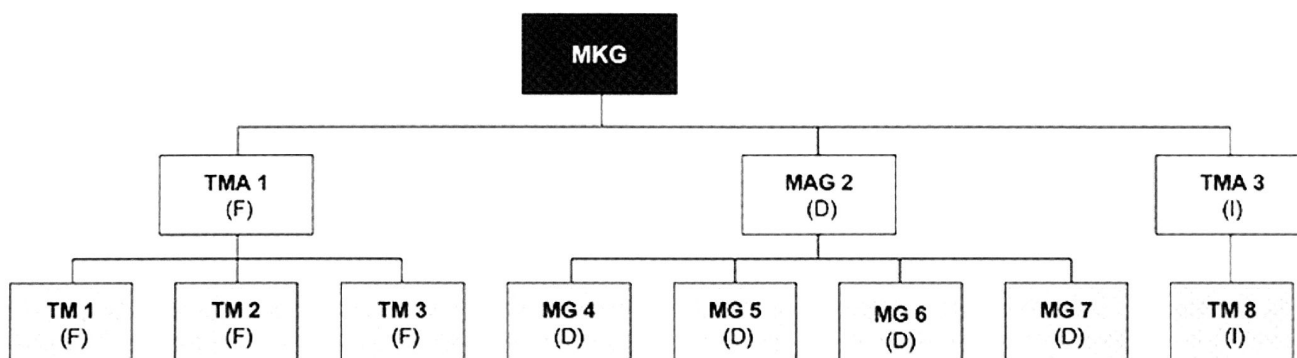 MKG
TMA 1
(F)
MAG 2
(D)
TMA 3
(I)
TM 1
(F)
TM 2
(F)
TM 3
(F)
MG 4
(D)
MG 5
(D)
MG 6
(D)
MG 7
(D)
TM 8
(I)